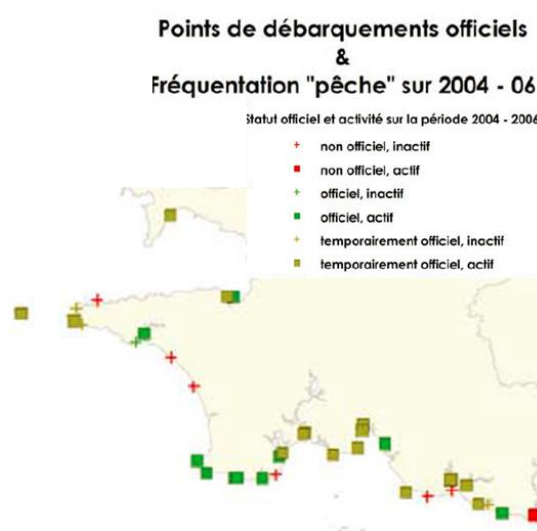 Points de débarquements officiels
&
Fréquentation "pêche" sur 2004 - 06
Statut officiel et activité sur la période 2004 - 2006
non officiel, inactif
non officiel, actif
officiel, inactif
officiel, actif
temporairement officiel, inactif
temporairement officiel, actif